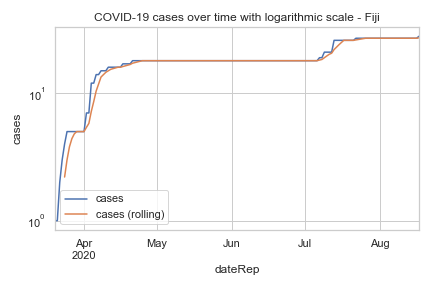 COVID-19 cases over time with logarithmic scale - Fiji
cases
10¹
10⁰
cases
cases (rolling)
Apr
2020
May
Jun
Jul
Aug
dateRep